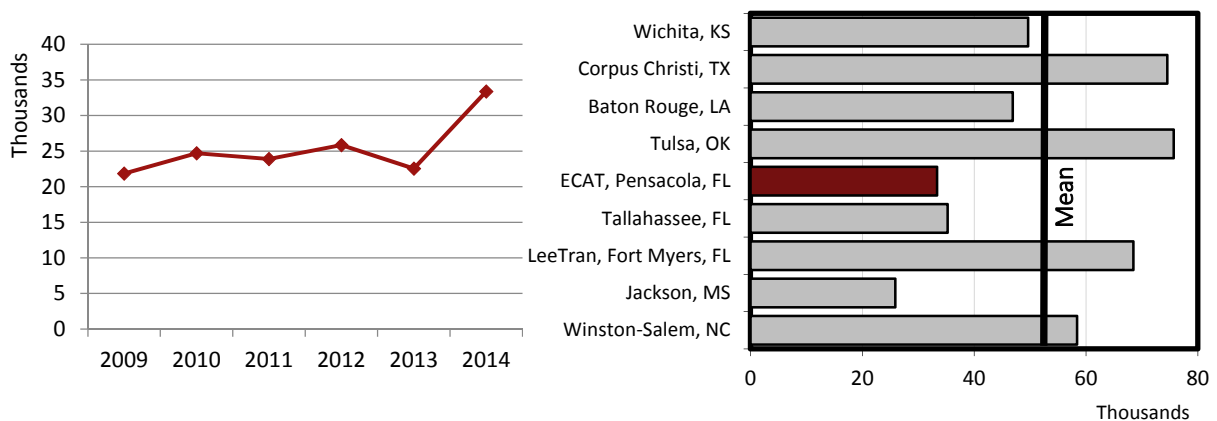 Thousands
40
35
30
25
20
15
10
5
0
2009 2010 2011 2012 2013 2014
Wichita, KS
Corpus Christi, TX
Baton Rouge, LA
Tulsa, OK
ECAT, Pensacola, FL
Tallahassee, FL
LeeTran, Fort Myers, FL
Jackson, MS
Winston-Salem, NC
Mean
0 20 40 60 80
Thousands